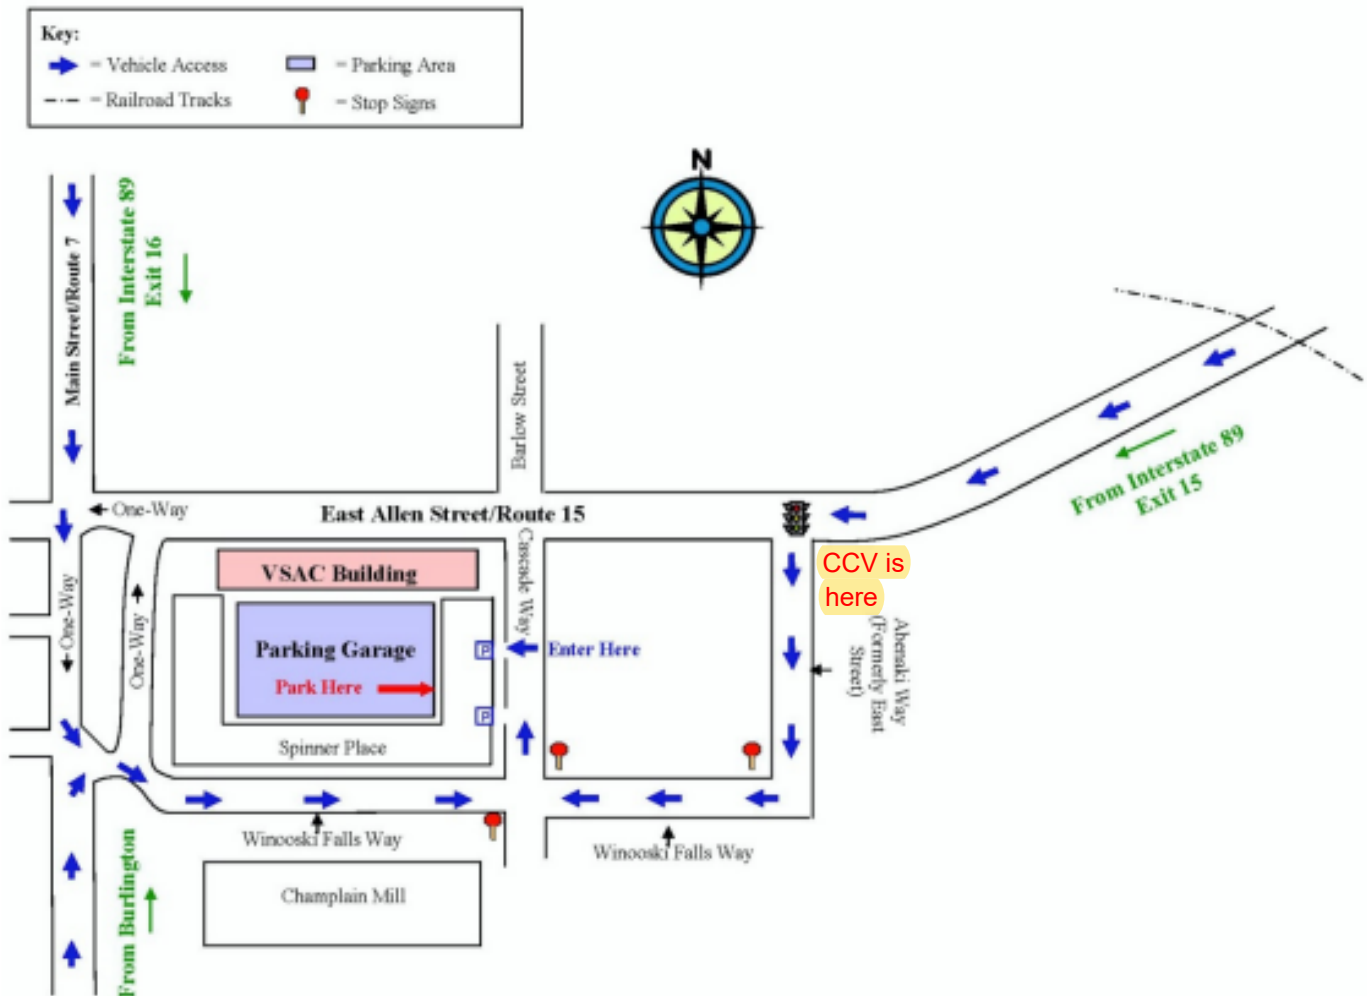 Key:
= Vehicle Access
= Parking Area
= Railroad Tracks
= Stop Signs
N
Main Street/Route 7
From Interstate 89
Exit 16
Barlow Street
From Interstate 89
Exit 15
One-Way
East Allen Street/Route 15
VSAC Building
Cascade Way
CCV is
here
One-Way
One-Way
Parking Garage
P
Enter Here
Park Here
Abenaki Way
(Formerly East
Street)
P
Spinner Place
Winooski Falls Way
Winooski Falls Way
From Burlington
Champlain Mill